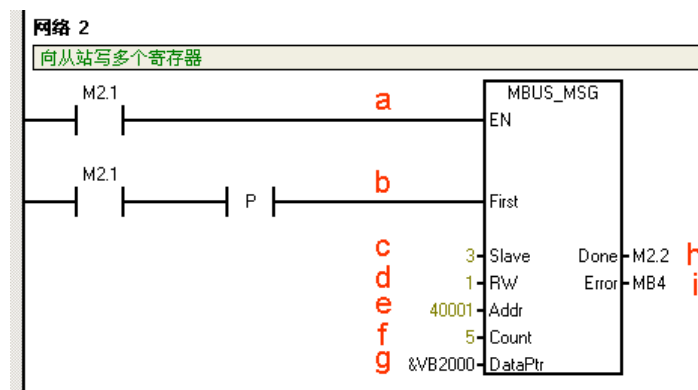 网络 2
向从站写多个寄存器
M2.1 a MBUS_MSG
EN
M2.1 P b First
c 3 Slave Done M2.2 h
d 1 RW Error MB4 i
e 40001 Addr
f 5 Count
g &VB2000 DataPtr